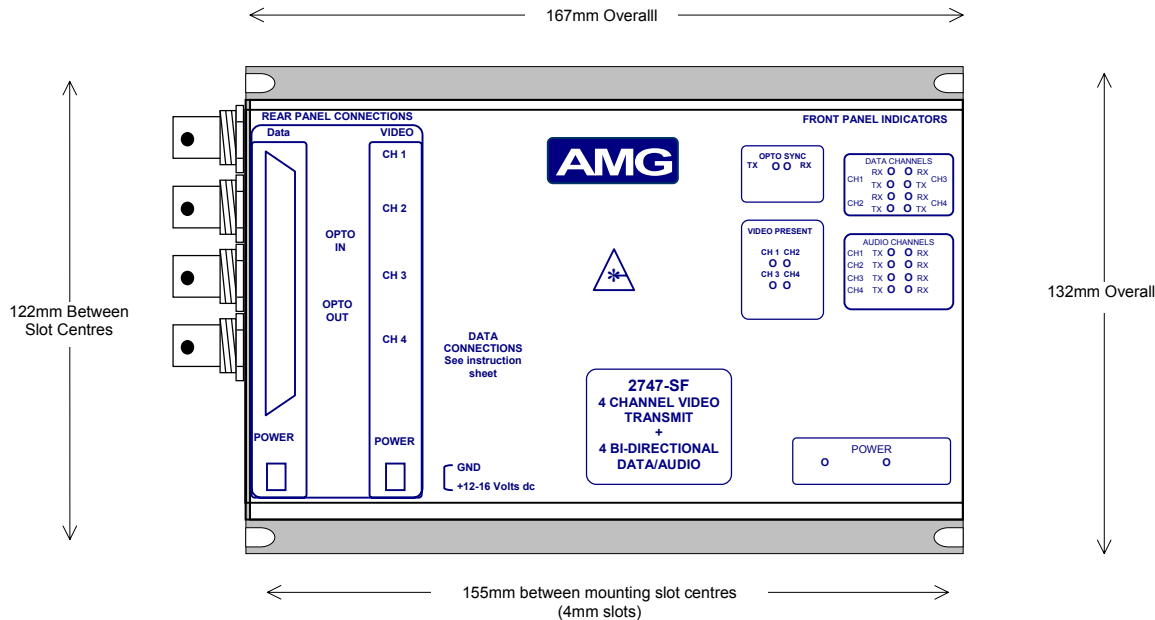 167mm Overalll
REAR PANEL CONNECTIONS
Data
VIDEO
CH 1
CH 2
OPTO
IN
CH 3
OPTO
OUT
CH 4
DATA
CONNECTIONS
See instruction
sheet
POWER
POWER
GND
+12-16 Volts dc
AMG
2747-SF
4 CHANNEL VIDEO
TRANSMIT
+
4 BI-DIRECTIONAL
DATA/AUDIO
FRONT PANEL INDICATORS
OPTO SYNC
TX O O RX
VIDEO PRESENT
CH 1 CH2
O O
CH 3 CH4
O O
DATA CHANNELS
CH1 RX O O RX CH3
TX O O TX
CH2 RX O O RX CH4
TX O O TX
AUDIO CHANNELS
CH1 TX O O RX
CH2 TX O O RX
CH3 TX O O RX
CH4 TX O O RX
POWER
O O
122mm Between
Slot Centres
132mm Overall
155mm between mounting slot centres
(4mm slots)